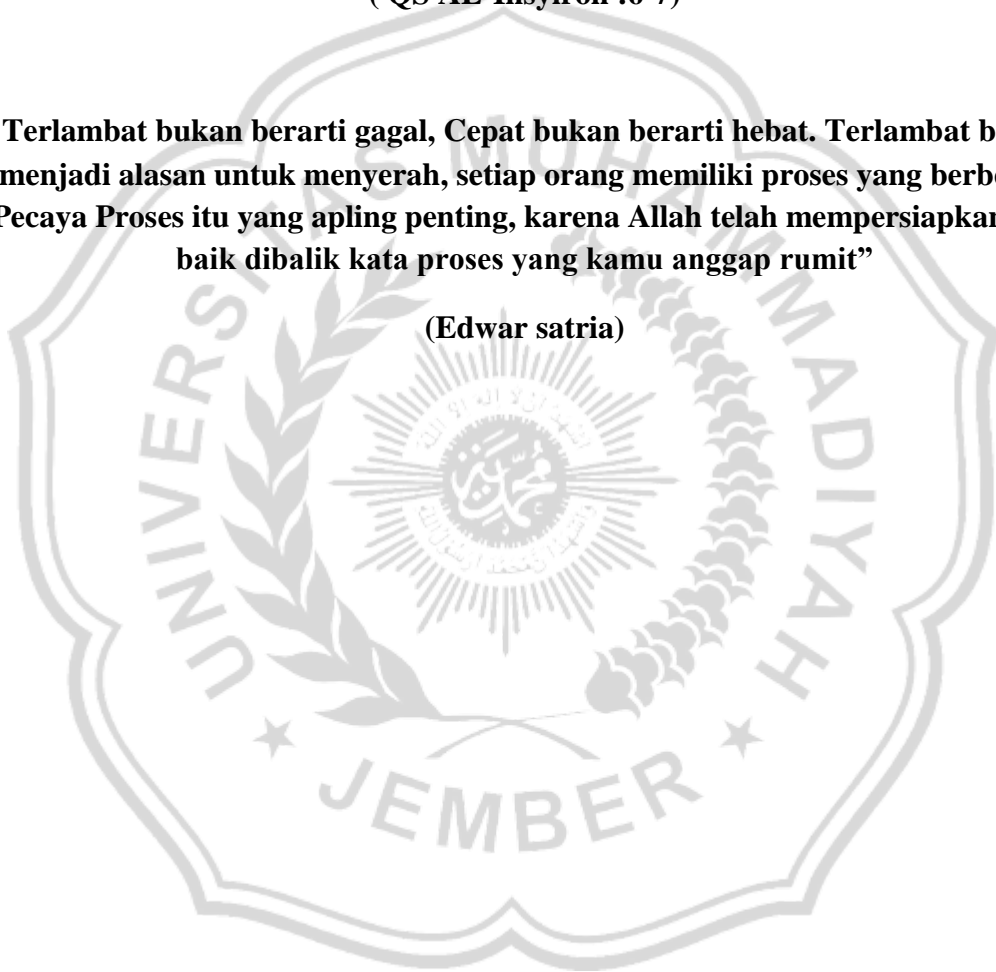 ( QS AL-Insyiroh :6-7)
Terlambat bukan berarti gagal, Cepat bukan berarti hebat. Terlambat b
menjadi alasan untuk menyerah, setiap orang memiliki proses yang berb
Pecaya Proses itu yang apling penting, karena Allah telah mempersiapkan
baik dibalik kata proses yang kamu anggap rumit”
(Edwar satria)
UNIVERSITAS MUHAMMADIYAH
JEMBER